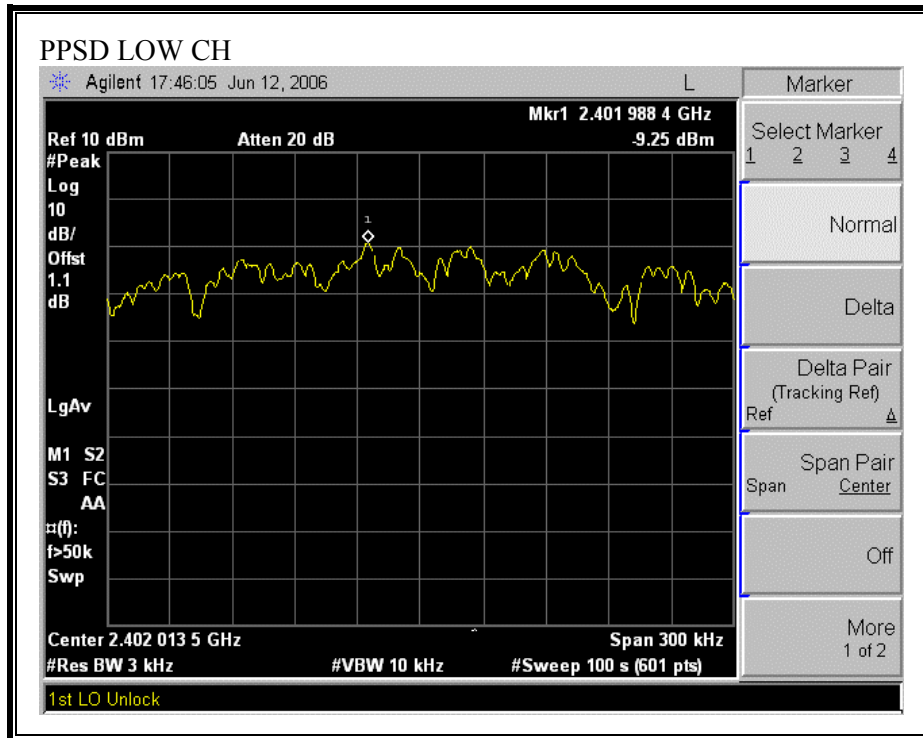 PPSD LOW CH
Agilent 17:46:05 Jun 12, 2006 L
Mkr1 2.401 988 4 GHz
Ref 10 dBm Atten 20 dB -9.25 dBm
#Peak
Log
10
dB/
Offst
1.1
dB
1
LgAv
M1 S2
S3 FC
AA
¤(f):
f>50k
Swp
Center 2.402 013 5 GHz Span 300 kHz
#Res BW 3 kHz #VBW 10 kHz #Sweep 100 s (601 pts)
1st LO Unlock
Marker
Select Marker
1 2 3 4
Normal
Delta
Delta Pair
(Tracking Ref)
Ref Δ
Span Pair
Span Center
Off
More
1 of 2